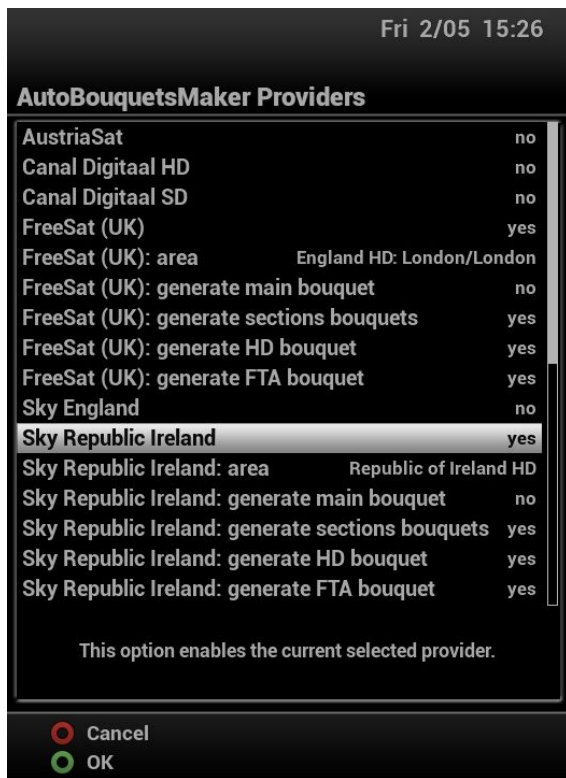 Fri 2/05 15:26
AutoBouquetsMaker Providers
AustriaSat no
Canal Digitaal HD no
Canal Digitaal SD no
FreeSat (UK) yes
FreeSat (UK): area England HD: London/London
FreeSat (UK): generate main bouquet no
FreeSat (UK): generate sections bouquets yes
FreeSat (UK): generate HD bouquet yes
FreeSat (UK): generate FTA bouquet yes
Sky England no
Sky Republic Ireland yes
Sky Republic Ireland: area Republic of Ireland HD
Sky Republic Ireland: generate main bouquet no
Sky Republic Ireland: generate sections bouquets yes
Sky Republic Ireland: generate HD bouquet yes
Sky Republic Ireland: generate FTA bouquet yes
This option enables the current selected provider.
Cancel
OK